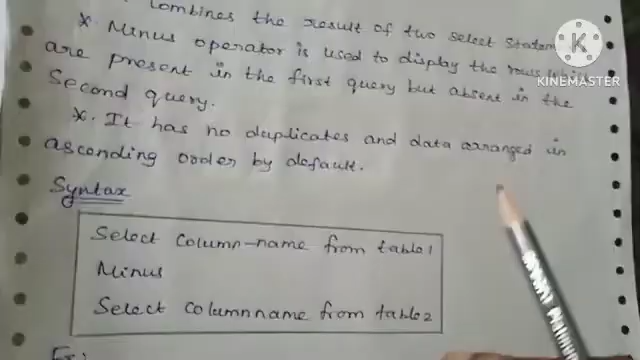 Combines the result of two select Statem
*. Minus operator is used to display the rows
are present in the first query but absent in the
Second query.
*. It has no duplicates and data arranged in
ascending order by default.
Syntax
Select Column-name from table1
Minus
Select columnname from table2
Ex:
K
KINEMASTER